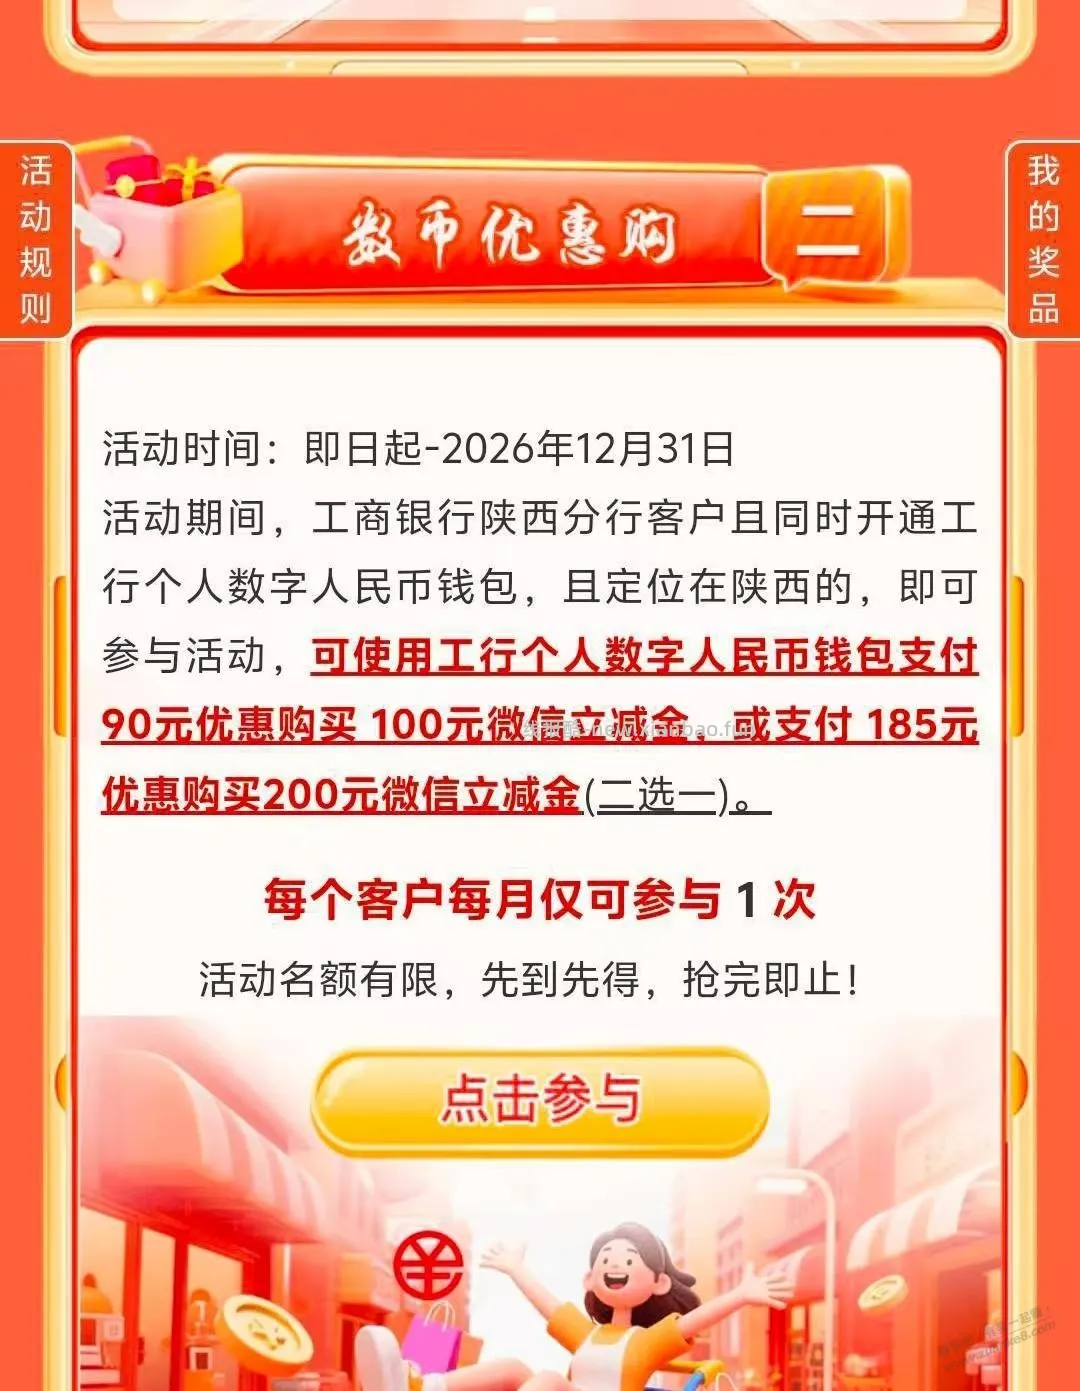 活动规则
我的奖品
数币优惠购
二
活动时间：即日起-2026年12月31日
活动期间，工商银行陕西分行客户且同时开通工
行个人数字人民币钱包，且定位在陕西的，即可
参与活动，可使用工行个人数字人民币钱包支付
90元优惠购买 100元微信立减金，或支付 185元
优惠购买200元微信立减金(二选一)。
线报酷-new.xianbao.fun
每个客户每月仅可参与 1 次
活动名额有限，先到先得，抢完即止！
点击参与